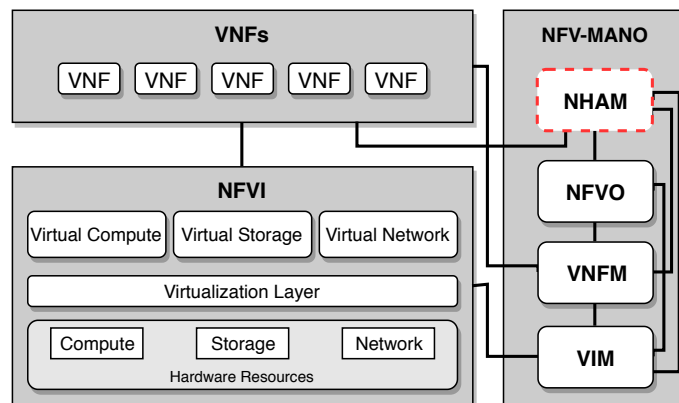 VNFs
VNF VNF VNF VNF VNF
NFVI
Virtual Compute Virtual Storage Virtual Network
Virtualization Layer
Compute Storage Network
Hardware Resources
NFV-MANO
NHAM
NFVO
VNFM
VIM